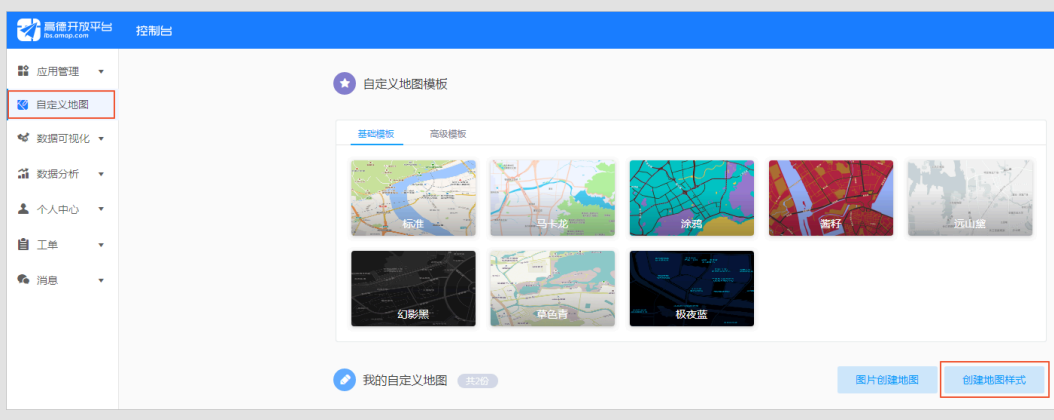 高德开放平台
lbs.amap.com
控制台
应用管理
自定义地图
数据可视化
数据分析
个人中心
工单
消息
自定义地图模板
基础模板
高级模板
标准
马卡龙
涂鸦
酱籽
远山黛
幻影黑
草色青
极夜蓝
我的自定义地图
共2份
图片创建地图
创建地图样式